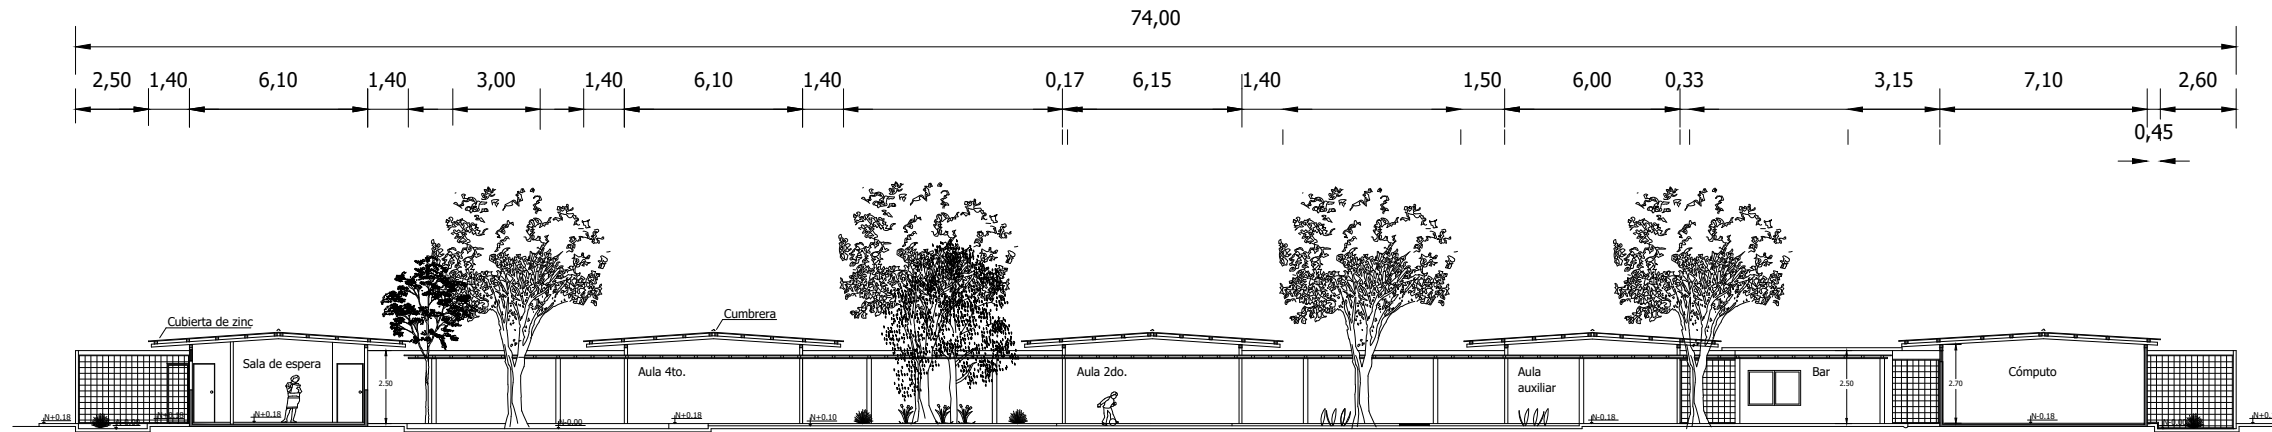 74,00
2,50 1,40 6,10 1,40 3,00 1,40 6,10 1,40 0,17 6,15 1,40 1,50 6,00 0,33 3,15 7,10 2,60
0,45
Cubierta de zinc
Cumbrera
Sala de espera
Aula 4to.
Aula 2do.
Aula
auxiliar
Bar
Cómputo
2.50
2.50
2.70
N+0.18
N+0.18
N+0.18
N-0.00
N+0.18
N+0.10
N-0.18
N-0.18